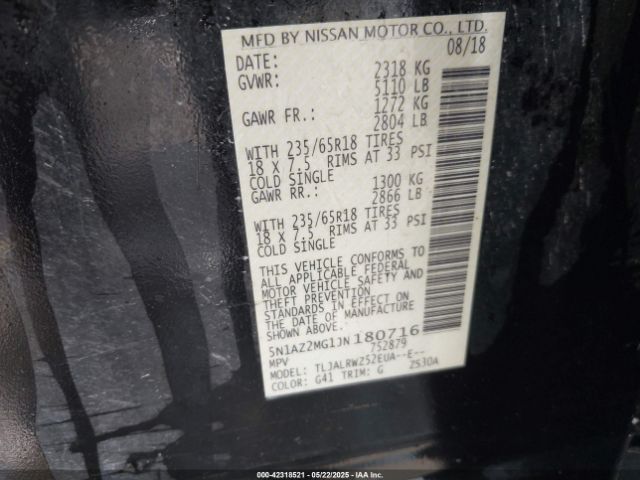 MFD BY NISSAN MOTOR CO., LTD.
DATE: 08/18
GVWR: 2318 KG
5110 LB
GAWR FR.: 1272 KG
2804 LB
WITH 235/65R18 TIRES
18 X 7.5 RIMS AT 33 PSI
COLD SINGLE
GAWR RR.: 1300 KG
2866 LB
WITH 235/65R18 TIRES
18 X 7.5 RIMS AT 33 PSI
COLD SINGLE
THIS VEHICLE CONFORMS TO
ALL APPLICABLE FEDERAL
MOTOR VEHICLE SAFETY AND
THEFT PREVENTION
STANDARDS IN EFFECT ON
THE DATE OF MANUFACTURE
SHOWN ABOVE.
5N1AZ2MG1JN180716
MPV 752879
MODEL: TLJALRWZ52EUA--E--
COLOR: G41 TRIM: G ZS30A
000-42318521 - 05/22/2025 - IAA Inc.